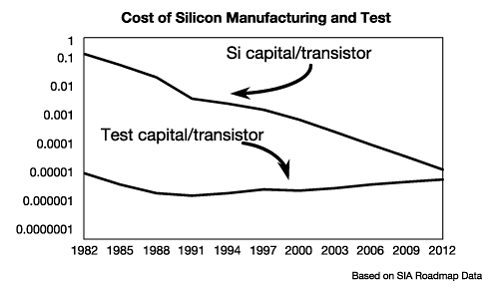 Cost of Silicon Manufacturing and Test
1
0.1
0.01
0.001
0.0001
0.00001
0.000001
0.0000001
Si capital/transistor
Test capital/transistor
1982 1985 1988 1991 1994 1997 2000 2003 2006 2009 2012
Based on SIA Roadmap Data